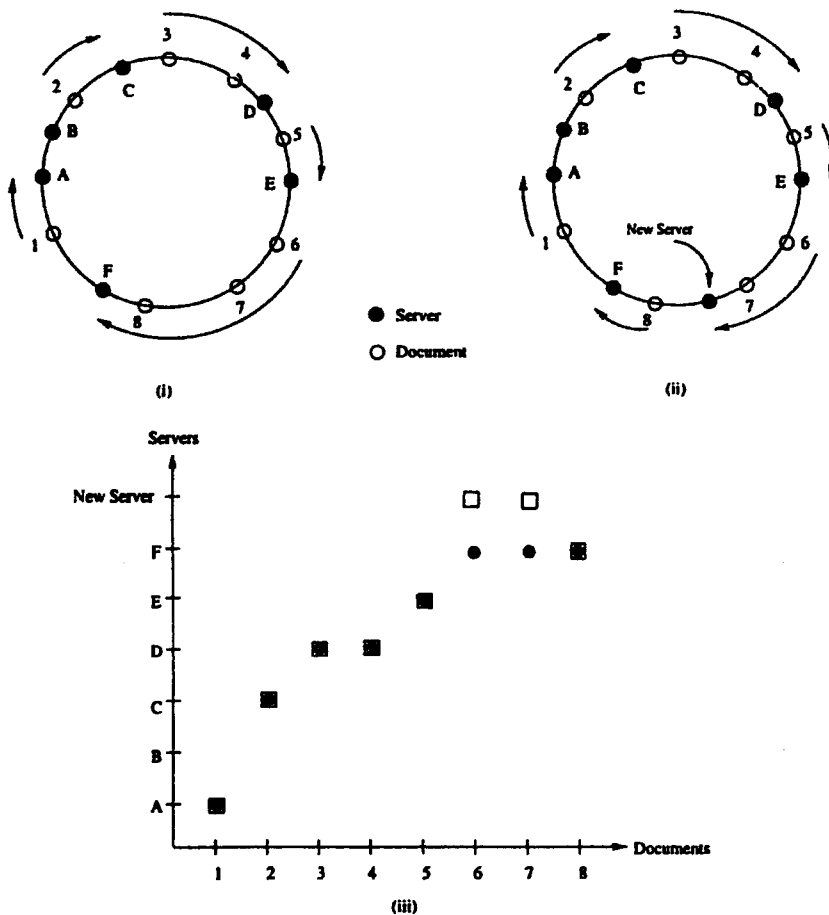 3
4
2
C
D
B
5
A
E
1
6
F
7
8
(i)
Server
Document
3
4
2
C
D
B
5
A
E
New Server
1
6
F
7
8
(ii)
Servers
New Server
F
E
D
C
B
A
1 2 3 4 5 6 7 8
Documents
(iii)